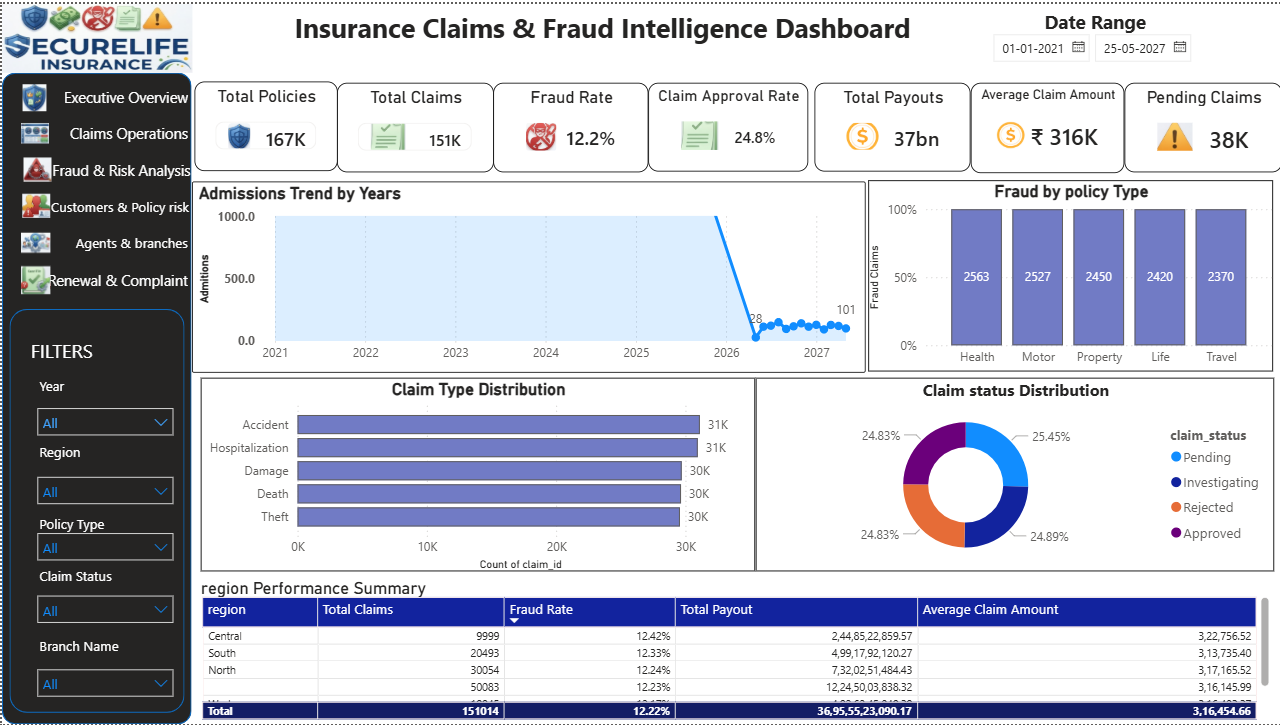 SECURELIFE
INSURANCE
Insurance Claims & Fraud Intelligence Dashboard
Date Range
01-01-2021 25-05-2027
Executive Overview
Claims Operations
Fraud & Risk Analysis
Customers & Policy risk
Agents & branches
Renewal & Complaint
FILTERS
Year
All
Region
All
Policy Type
All
Claim Status
All
Branch Name
All
Total Policies
167K
Total Claims
151K
Fraud Rate
12.2%
Claim Approval Rate
24.8%
Total Payouts
$ 37bn
Average Claim Amount
$ ₹ 316K
Pending Claims
38K
Admissions Trend by Years
Admitions
1000.0
500.0
0.0
28
101
2021 2022 2023 2024 2025 2026 2027
Fraud by policy Type
Fraud Claims
100%
50%
0%
2563 2527 2450 2420 2370
Health Motor Property Life Travel
Claim Type Distribution
Accident 31K
Hospitalization 31K
Damage 30K
Death 30K
Theft 30K
0K 10K 20K 30K
Count of claim_id
Claim status Distribution
24.83% 25.45%
24.83% 24.89%
claim_status
Pending
Investigating
Rejected
Approved
region Performance Summary
region Total Claims Fraud Rate Total Payout Average Claim Amount
Central 9999 12.42% 2,44,85,22,859.57 3,22,756.52
South 20493 12.33% 4,99,17,92,120.27 3,13,735.40
North 30054 12.24% 7,32,02,51,484.43 3,17,165.52
50083 12.23% 12,24,50,03,838.32 3,16,145.99
Total 151014 12.22% 36,95,55,23,090.17 3,16,454.66